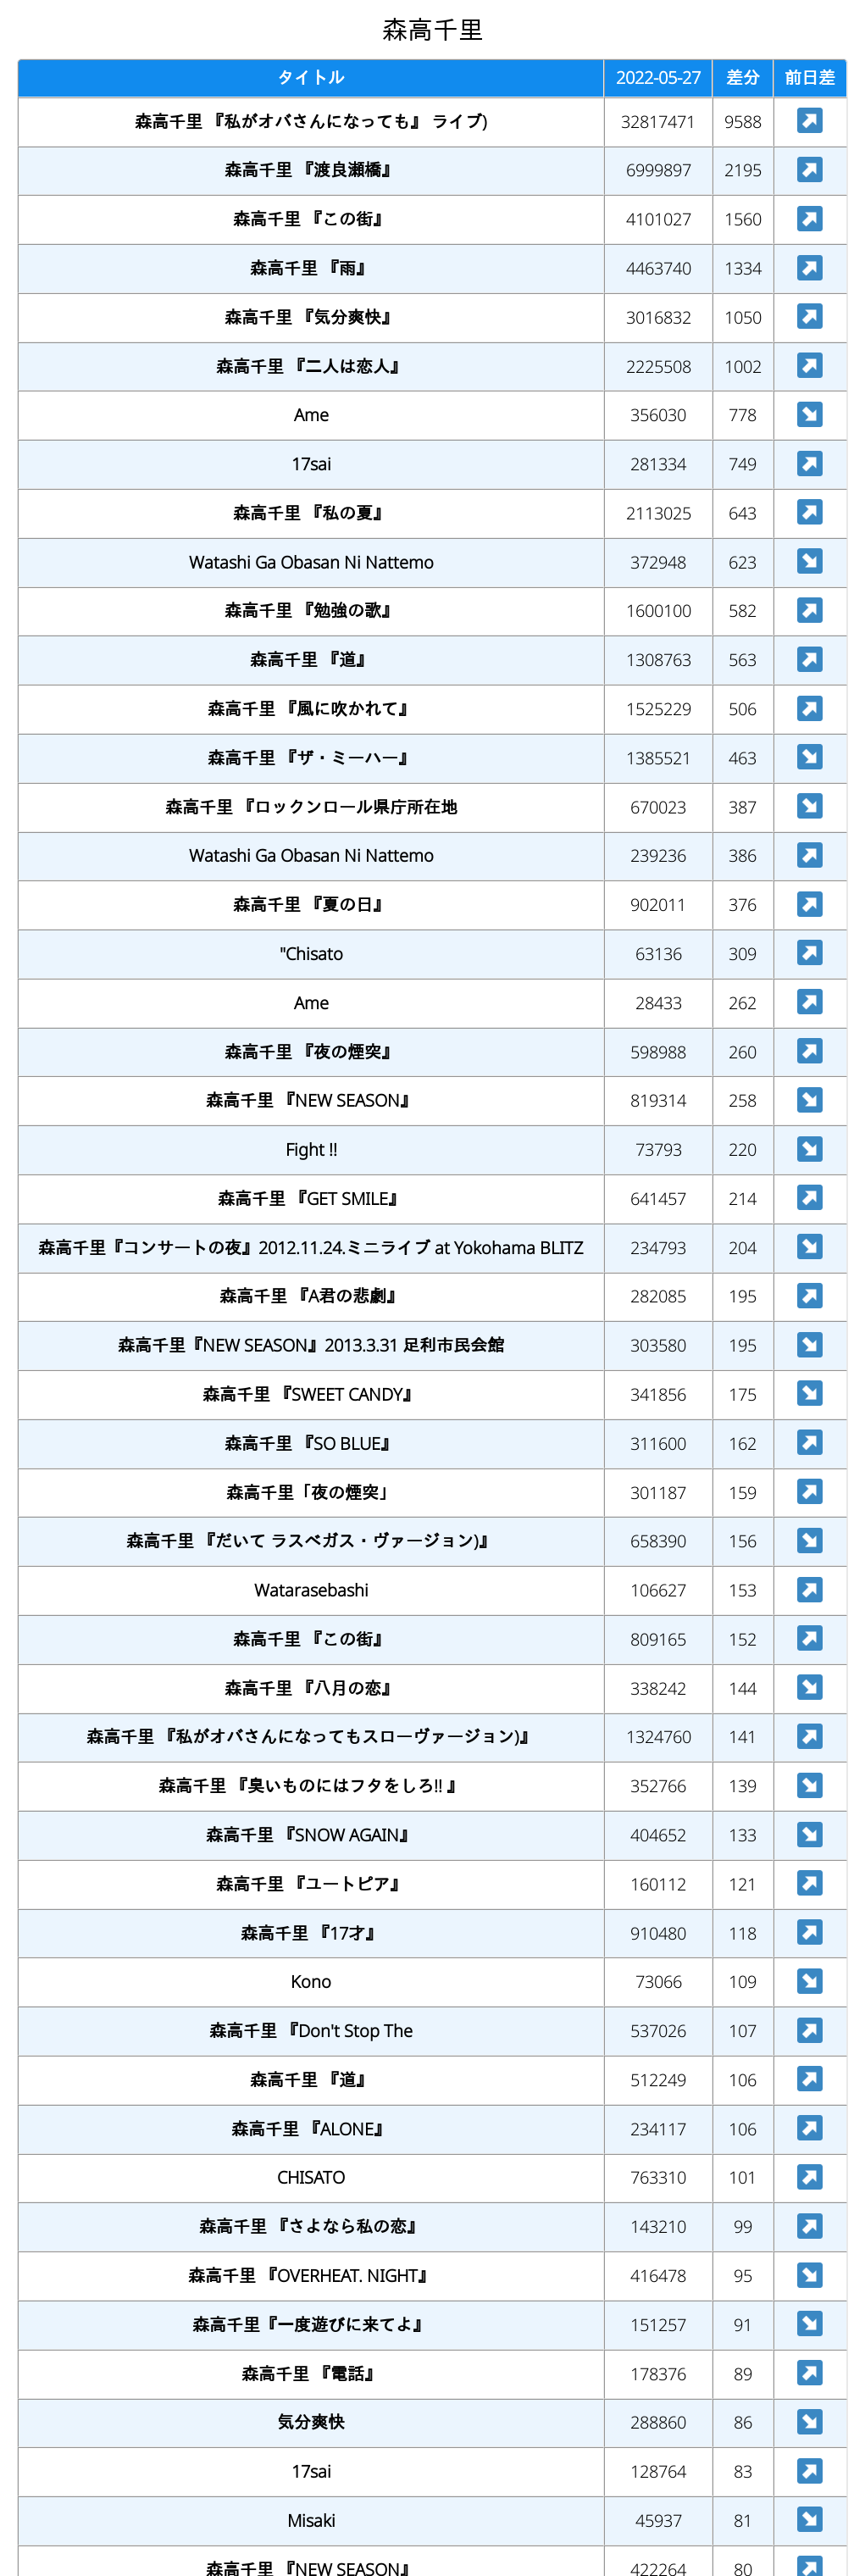 森高千里
タイトル 2022-05-27 差分 前日差
森高千里 『私がオバさんになっても』 ライブ) 32817471 9588
森高千里 『渡良瀬橋』 6999897 2195
森高千里 『この街』 4101027 1560
森高千里 『雨』 4463740 1334
森高千里 『気分爽快』 3016832 1050
森高千里 『二人は恋人』 2225508 1002
Ame 356030 778
17sai 281334 749
森高千里 『私の夏』 2113025 643
Watashi Ga Obasan Ni Nattemo 372948 623
森高千里 『勉強の歌』 1600100 582
森高千里 『道』 1308763 563
森高千里 『風に吹かれて』 1525229 506
森高千里 『ザ・ミーハー』 1385521 463
森高千里 『ロックンロール県庁所在地 670023 387
Watashi Ga Obasan Ni Nattemo 239236 386
森高千里 『夏の日』 902011 376
"Chisato 63136 309
Ame 28433 262
森高千里 『夜の煙突』 598988 260
森高千里 『NEW SEASON』 819314 258
Fight !! 73793 220
森高千里 『GET SMILE』 641457 214
森高千里『コンサートの夜』2012.11.24.ミニライブ at Yokohama BLITZ 234793 204
森高千里 『A君の悲劇』 282085 195
森高千里『NEW SEASON』2013.3.31 足利市民会館 303580 195
森高千里 『SWEET CANDY』 341856 175
森高千里 『SO BLUE』 311600 162
森高千里「夜の煙突」 301187 159
森高千里 『だいて ラスベガス・ヴァージョン)』 658390 156
Watarasebashi 106627 153
森高千里 『この街』 809165 152
森高千里 『八月の恋』 338242 144
森高千里 『私がオバさんになってもスローヴァージョン)』 1324760 141
森高千里 『臭いものにはフタをしろ!! 』 352766 139
森高千里 『SNOW AGAIN』 404652 133
森高千里 『ユートピア』 160112 121
森高千里 『17才』 910480 118
Kono 73066 109
森高千里 『Don't Stop The 537026 107
森高千里 『道』 512249 106
森高千里 『ALONE』 234117 106
CHISATO 763310 101
森高千里 『さよなら私の恋』 143210 99
森高千里 『OVERHEAT. NIGHT』 416478 95
森高千里『一度遊びに来てよ』 151257 91
森高千里 『電話』 178376 89
気分爽快 288860 86
17sai 128764 83
Misaki 45937 81
森高千里 『NEW SEASON』 422264 80